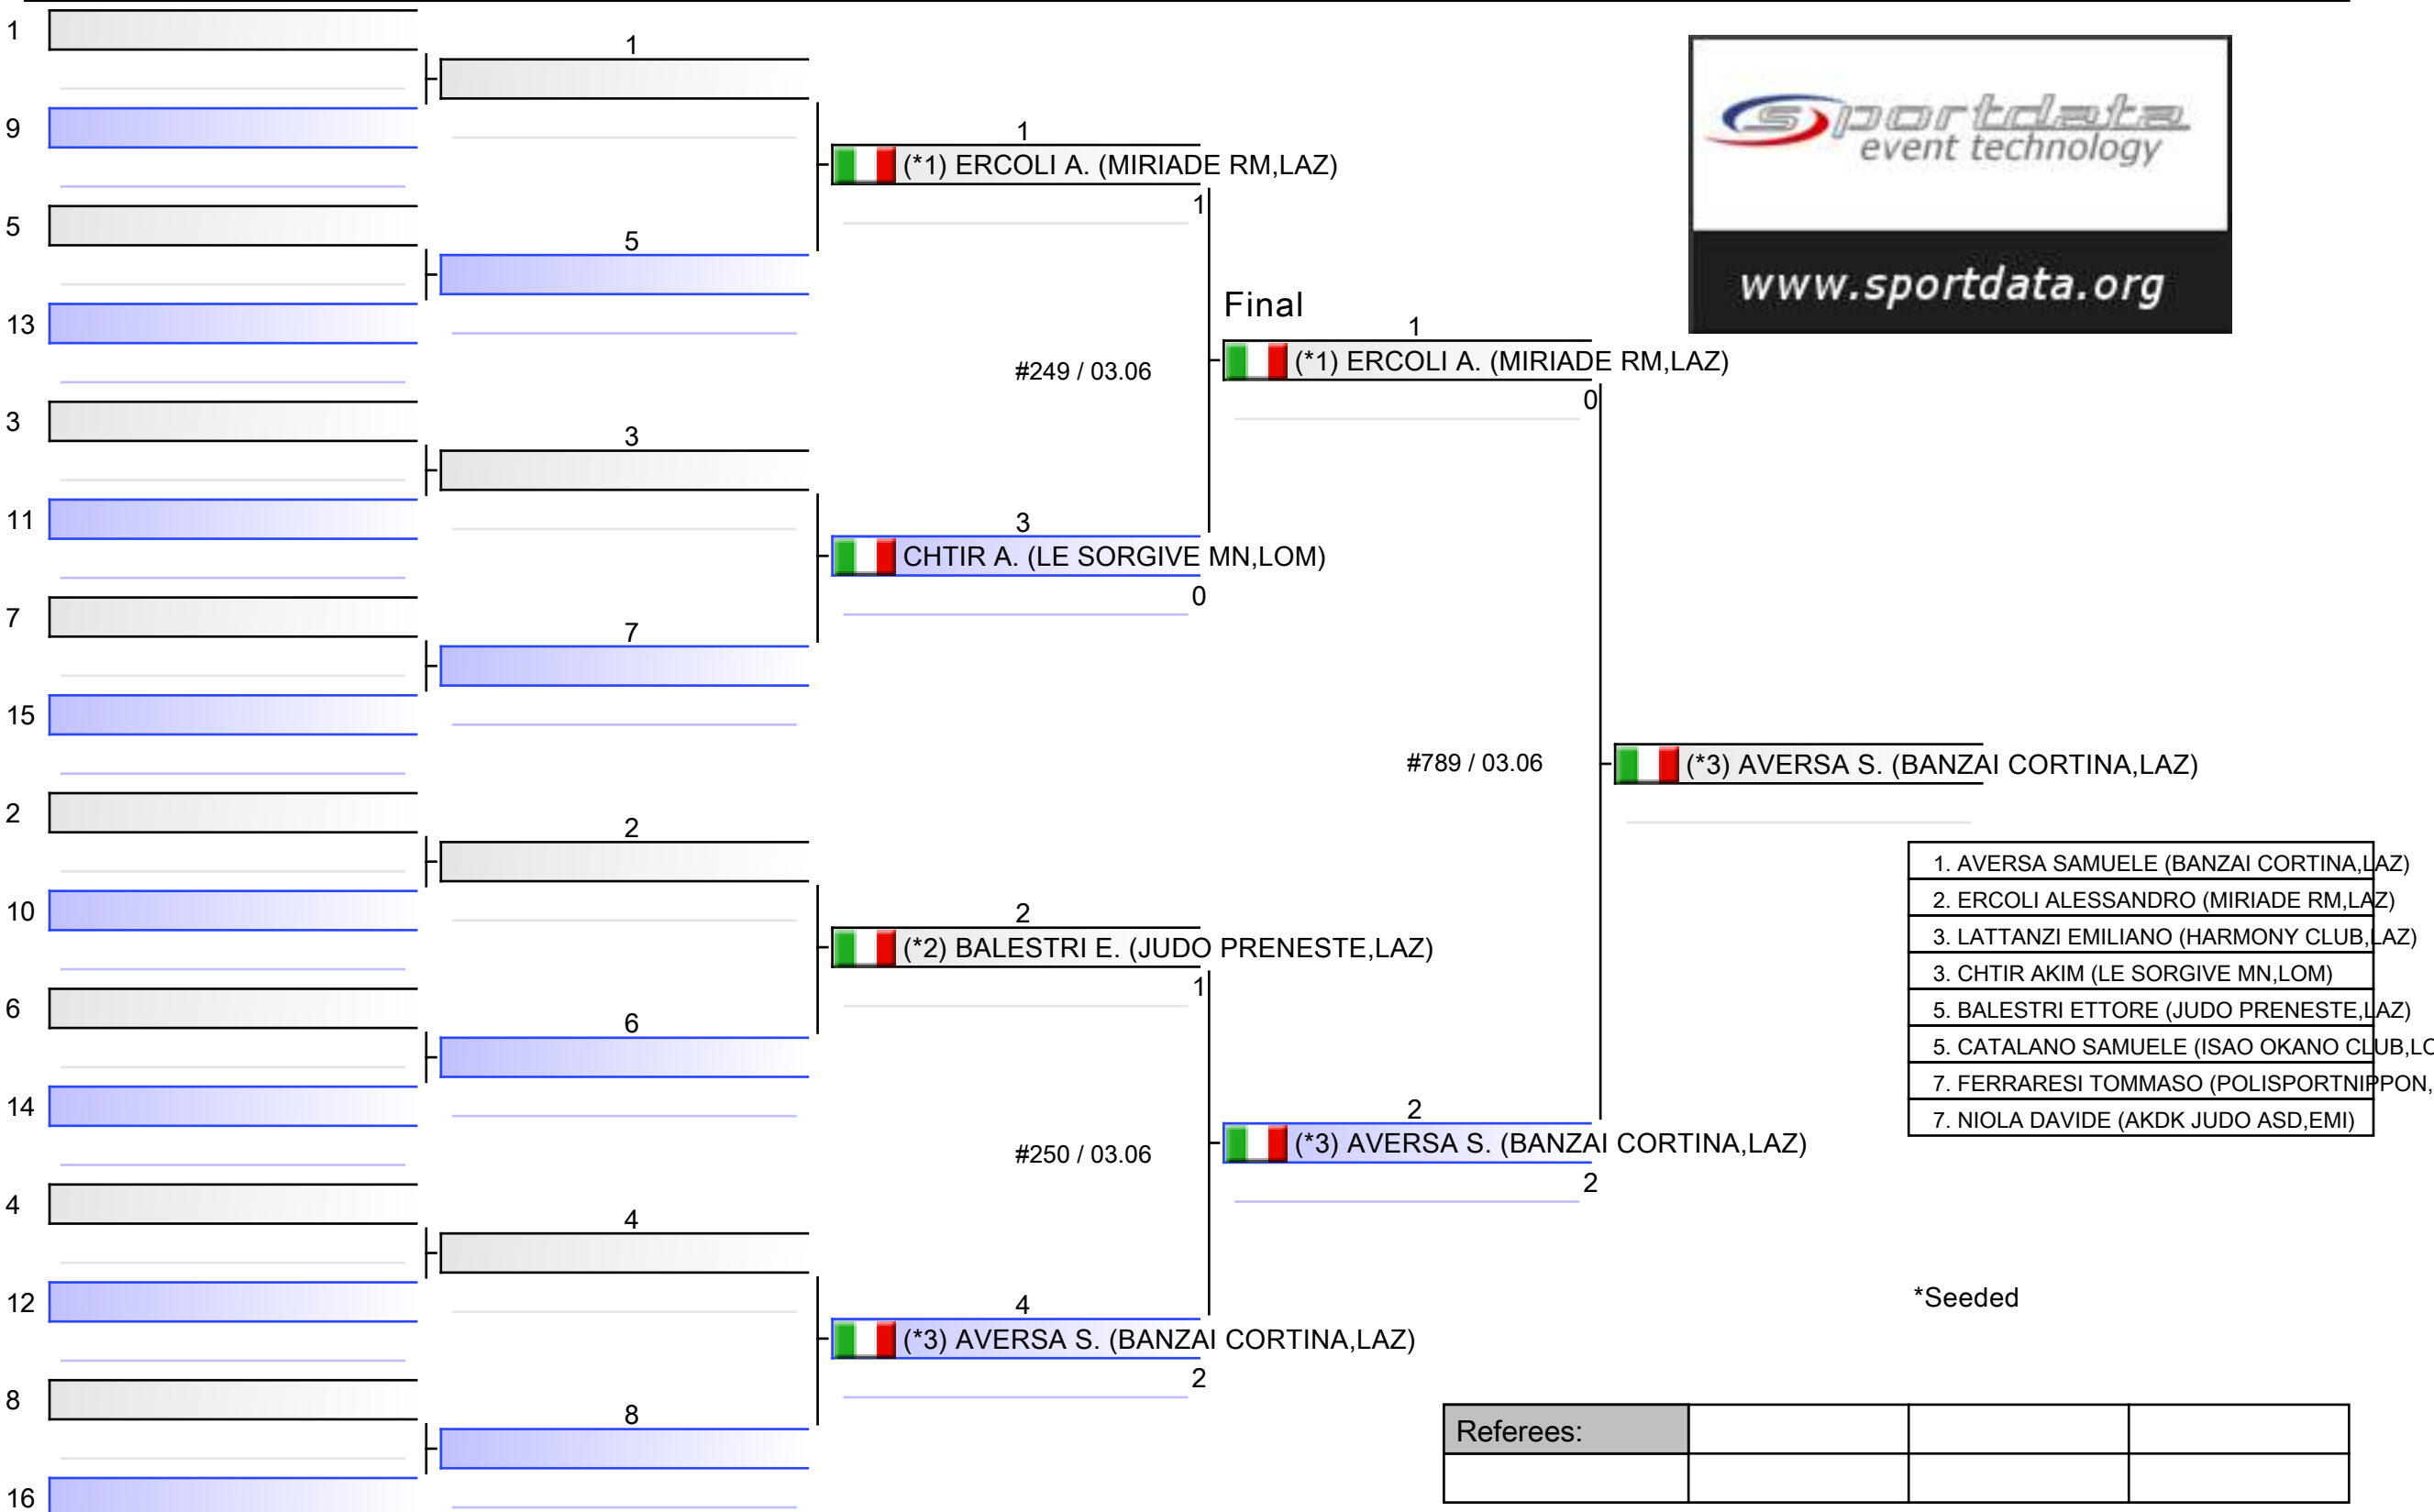 1
1
9
1
(*1) ERCOLI A. (MIRIADE RM,LAZ)
1
sportdata
event technology
www.sportdata.org
5
5
13
Final
1
(*1) ERCOLI A. (MIRIADE RM,LAZ)
0
#249 / 03.06
3
3
11
3
CHTIR A. (LE SORGIVE MN,LOM)
0
7
7
15
#789 / 03.06
(*3) AVERSA S. (BANZAI CORTINA,LAZ)
2
2
10
2
(*2) BALESTRI E. (JUDO PRENESTE,LAZ)
1
1. AVERSA SAMUELE (BANZAI CORTINA,LAZ)
2. ERCOLI ALESSANDRO (MIRIADE RM,LAZ)
3. LATTANZI EMILIANO (HARMONY CLUB,LAZ)
3. CHTIR AKIM (LE SORGIVE MN,LOM)
5. BALESTRI ETTORE (JUDO PRENESTE,LAZ)
5. CATALANO SAMUELE (ISAO OKANO CLUB,LO
7. FERRARESI TOMMASO (POLISPORTNIPPON,
7. NIOLA DAVIDE (AKDK JUDO ASD,EMI)
6
6
14
#250 / 03.06
2
(*3) AVERSA S. (BANZAI CORTINA,LAZ)
2
4
4
12
4
(*3) AVERSA S. (BANZAI CORTINA,LAZ)
2
*Seeded
8
8
16
Referees: